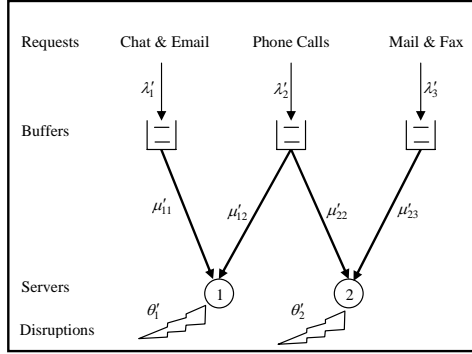 Requests Chat & Email Phone Calls Mail & Fax
λ′₁ λ′₂ λ′₃
Buffers
μ′₁₁ μ′₁₂ μ′₂₂ μ′₂₃
Servers 1 2
θ′₁ θ′₂
Disruptions